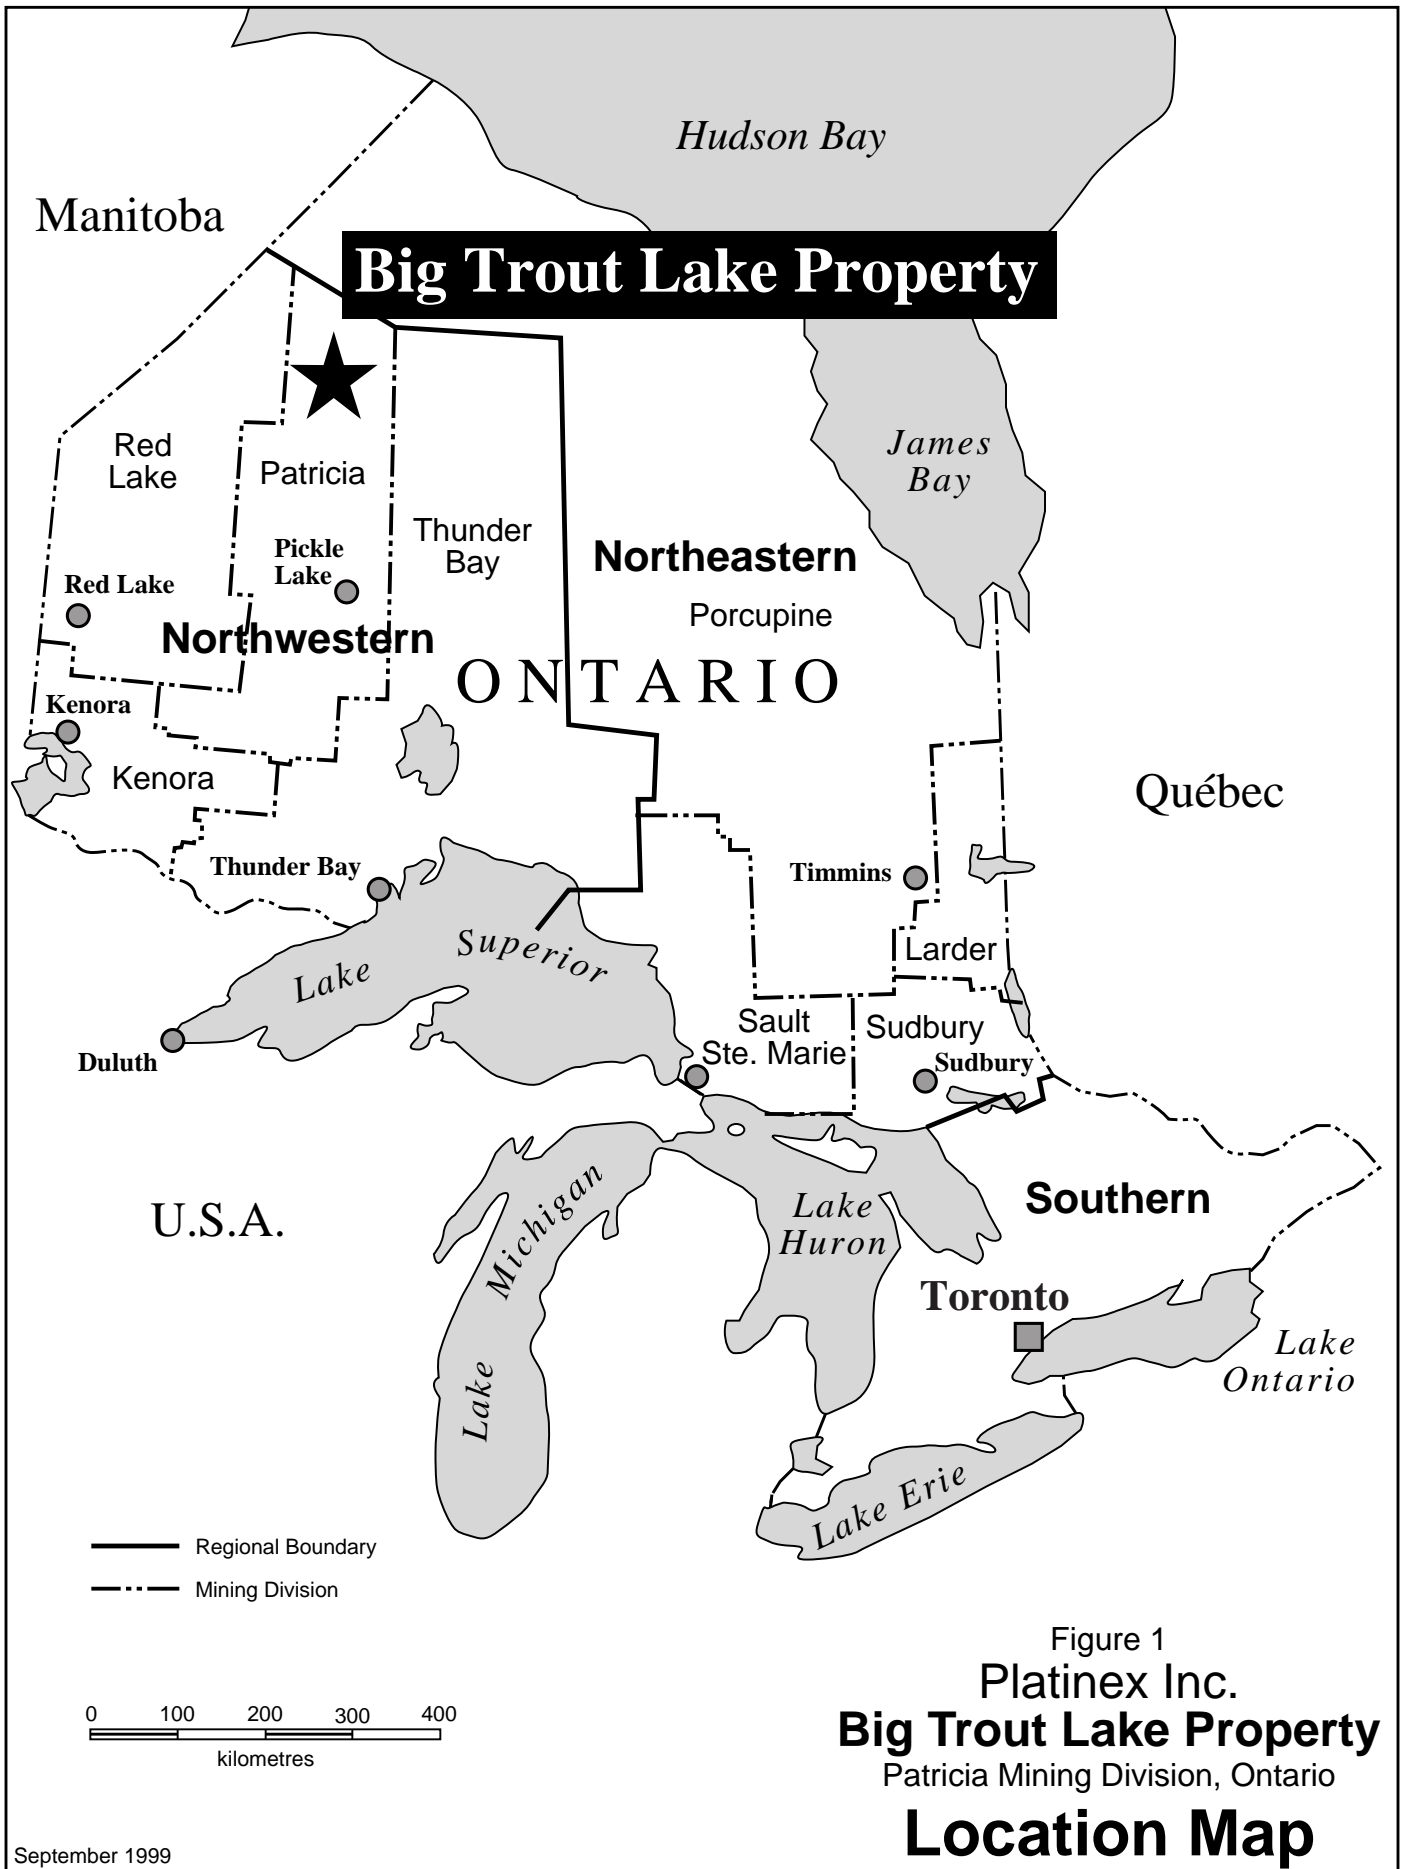 Hudson Bay
Manitoba
Big Trout Lake Property
Red
Lake
Patricia
James
Bay
Thunder
Bay
Northeastern
Porcupine
Pickle
Lake
Red Lake
Northwestern
ONTARIO
Kenora
Kenora
Québec
Thunder Bay
Timmins
Larder
Lake
Superior
Sault
Ste. Marie
Sudbury
Sudbury
Duluth
U.S.A.
Lake
Michigan
Lake
Huron
Southern
Toronto
Lake
Ontario
Lake Erie
Regional Boundary
Mining Division
0 100 200 300 400
kilometres
Figure 1
Platinex Inc.
Big Trout Lake Property
Patricia Mining Division, Ontario
Location Map
September 1999